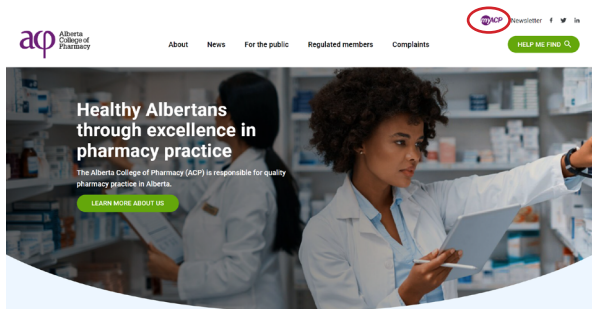 myACP Newsletter f in
acp Alberta
College of
Pharmacy
About News For the public Regulated members Complaints HELP ME FIND
Healthy Albertans
through excellence in
pharmacy practice
The Alberta College of Pharmacy (ACP) is responsible for quality
pharmacy practice in Alberta.
LEARN MORE ABOUT US